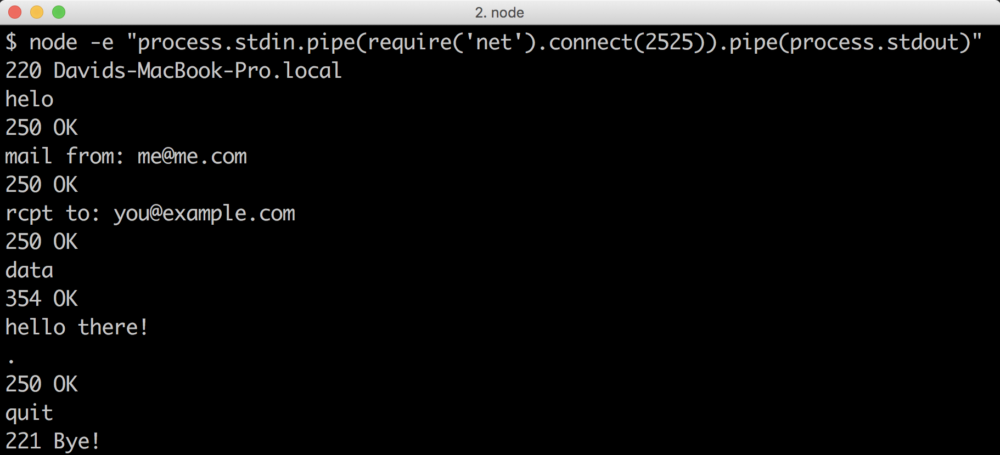 2. node
$ node -e "process.stdin.pipe(require('net').connect(2525)).pipe(process.stdout)"
220 Davids-MacBook-Pro.local
helo
250 OK
mail from: me@me.com
250 OK
rcpt to: you@example.com
250 OK
data
354 OK
hello there!
.
250 OK
quit
221 Bye!